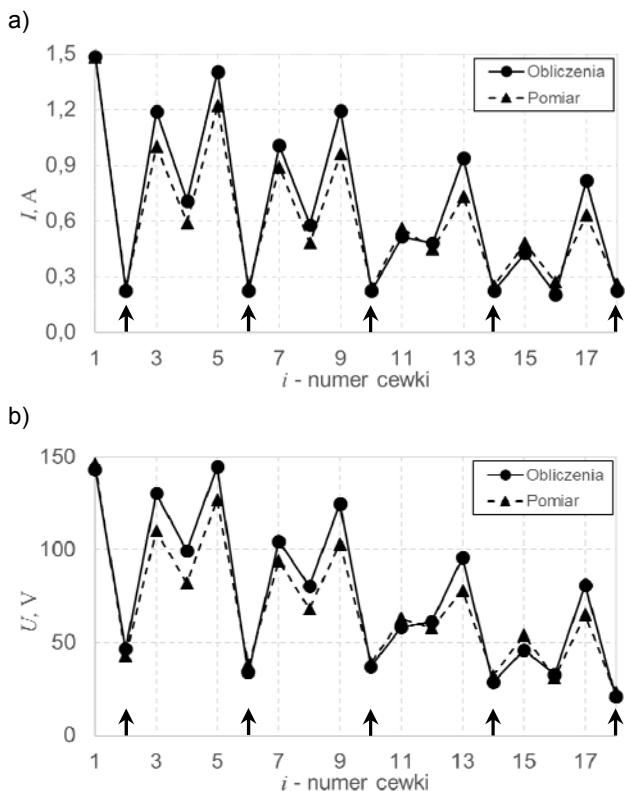 a)
1,5
1,2
0,9
0,6
0,3
0,0
I, A
Obliczenia
Pomiar
1 3 5 7 9 11 13 15 17
i - numer cewki
b)
150
100
50
0
U, V
Obliczenia
Pomiar
1 3 5 7 9 11 13 15 17
i - numer cewki